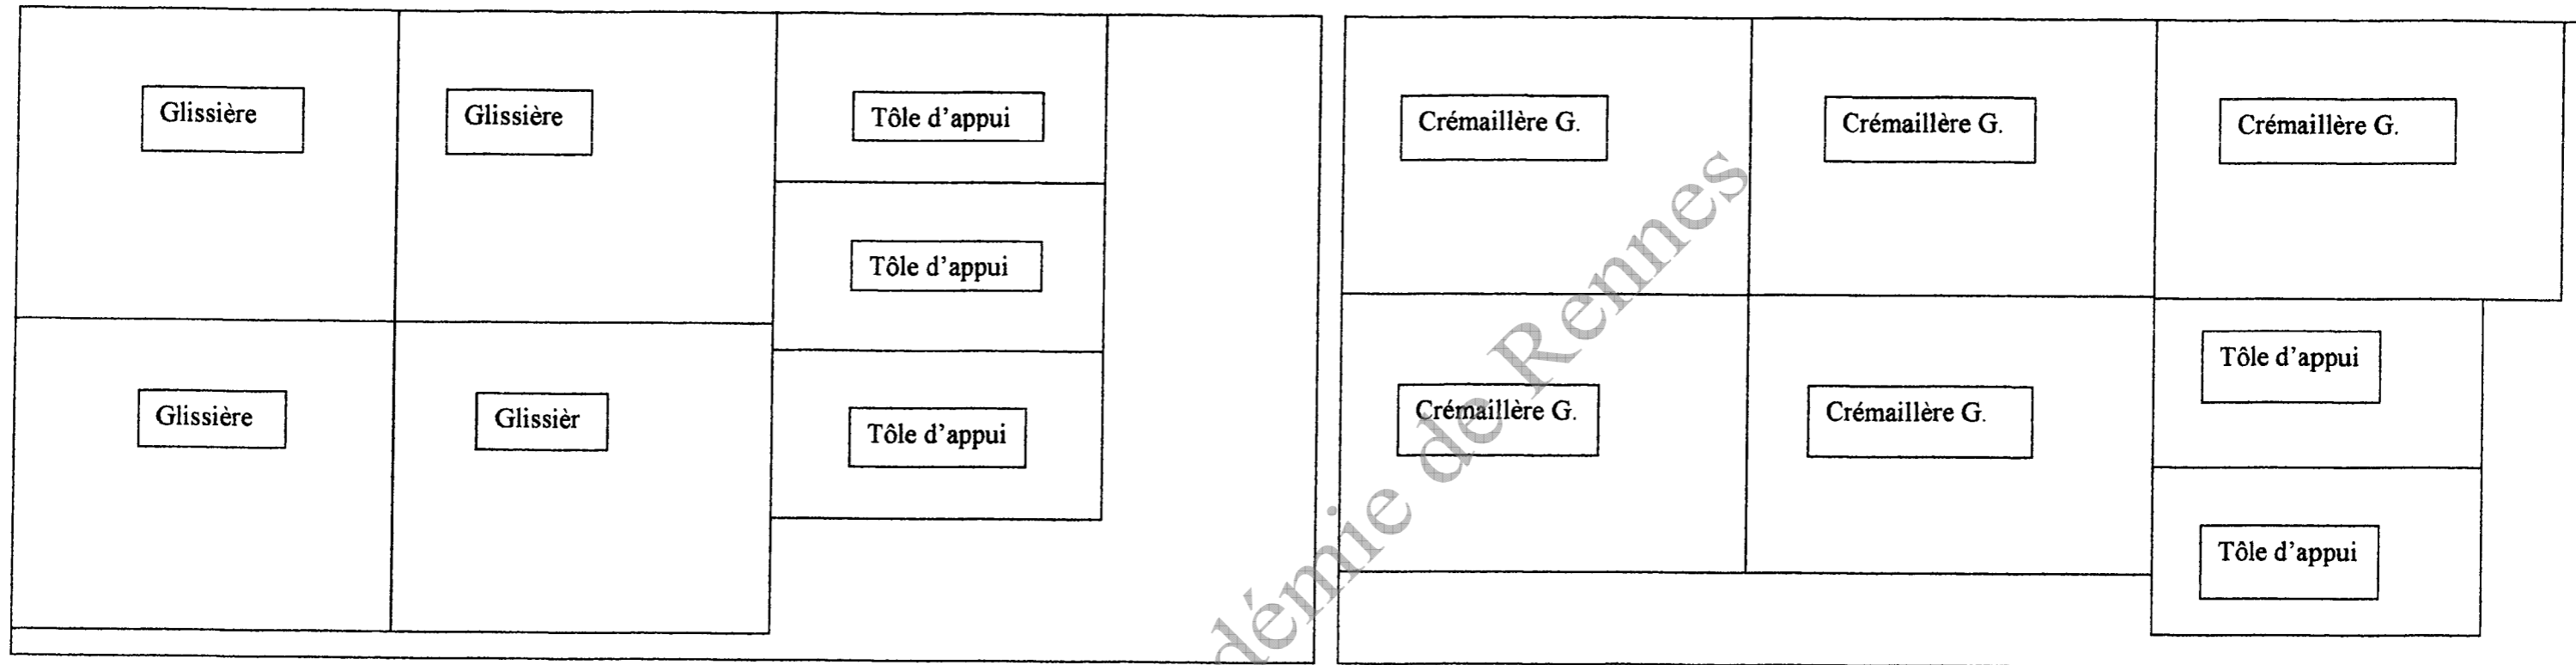 Glissière
Glissière
Tôle d'appui
Tôle d'appui
Glissière
Glissièr
Tôle d'appui
Crémaillère G.
Crémaillère G.
Crémaillère G.
Crémaillère G.
Crémaillère G.
Tôle d'appui
Tôle d'appui
démie de Rennes